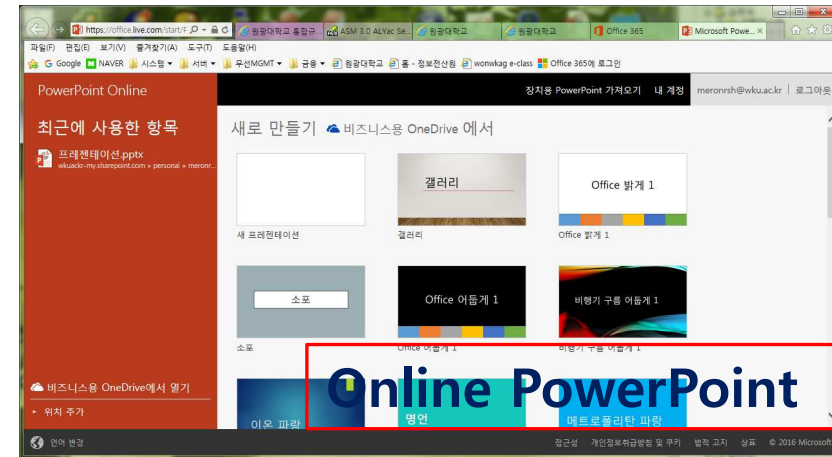 https://office.live.com/start/F
원광대학교 통합규...
ASM 3.0 ALVac Se...
원광대학교
원광대학교
Office 365
Microsoft Powe...
파일(F) 편집(E) 보기(V) 즐겨찾기(A) 도구(T) 도움말(H)
G Google NAVER 시스템 서버 무선MGMT 금용 원광대학교 홈 - 정보전산원 wonwkag e-class Office 365에 로그인
PowerPoint Online
장치용 PowerPoint 가져오기 내 계정 meronrsh@wku.ac.kr | 로그아웃
최근에 사용한 항목
프레젠테이션.pptx
wkuackr-my.sharepoint.com » personal » meronr...
새로 만들기 비즈니스용 OneDrive 에서
갤러리
Office 밝게 1
새 프레젠테이션
갤러리
Office 밝게 1
소포
Office 어둡게 1
비행기 구름 어둡게 1
소포
Office 어둡게 1
비행기 구름 어둡게 1
Online PowerPoint
이온 파랑
명언
메트로폴리탄 파랑
비즈니스용 OneDrive에서 열기
위치 추가
언어 변경
접근성 개인정보취급방침 및 쿠키 법적 고지 상표 © 2016 Microsoft